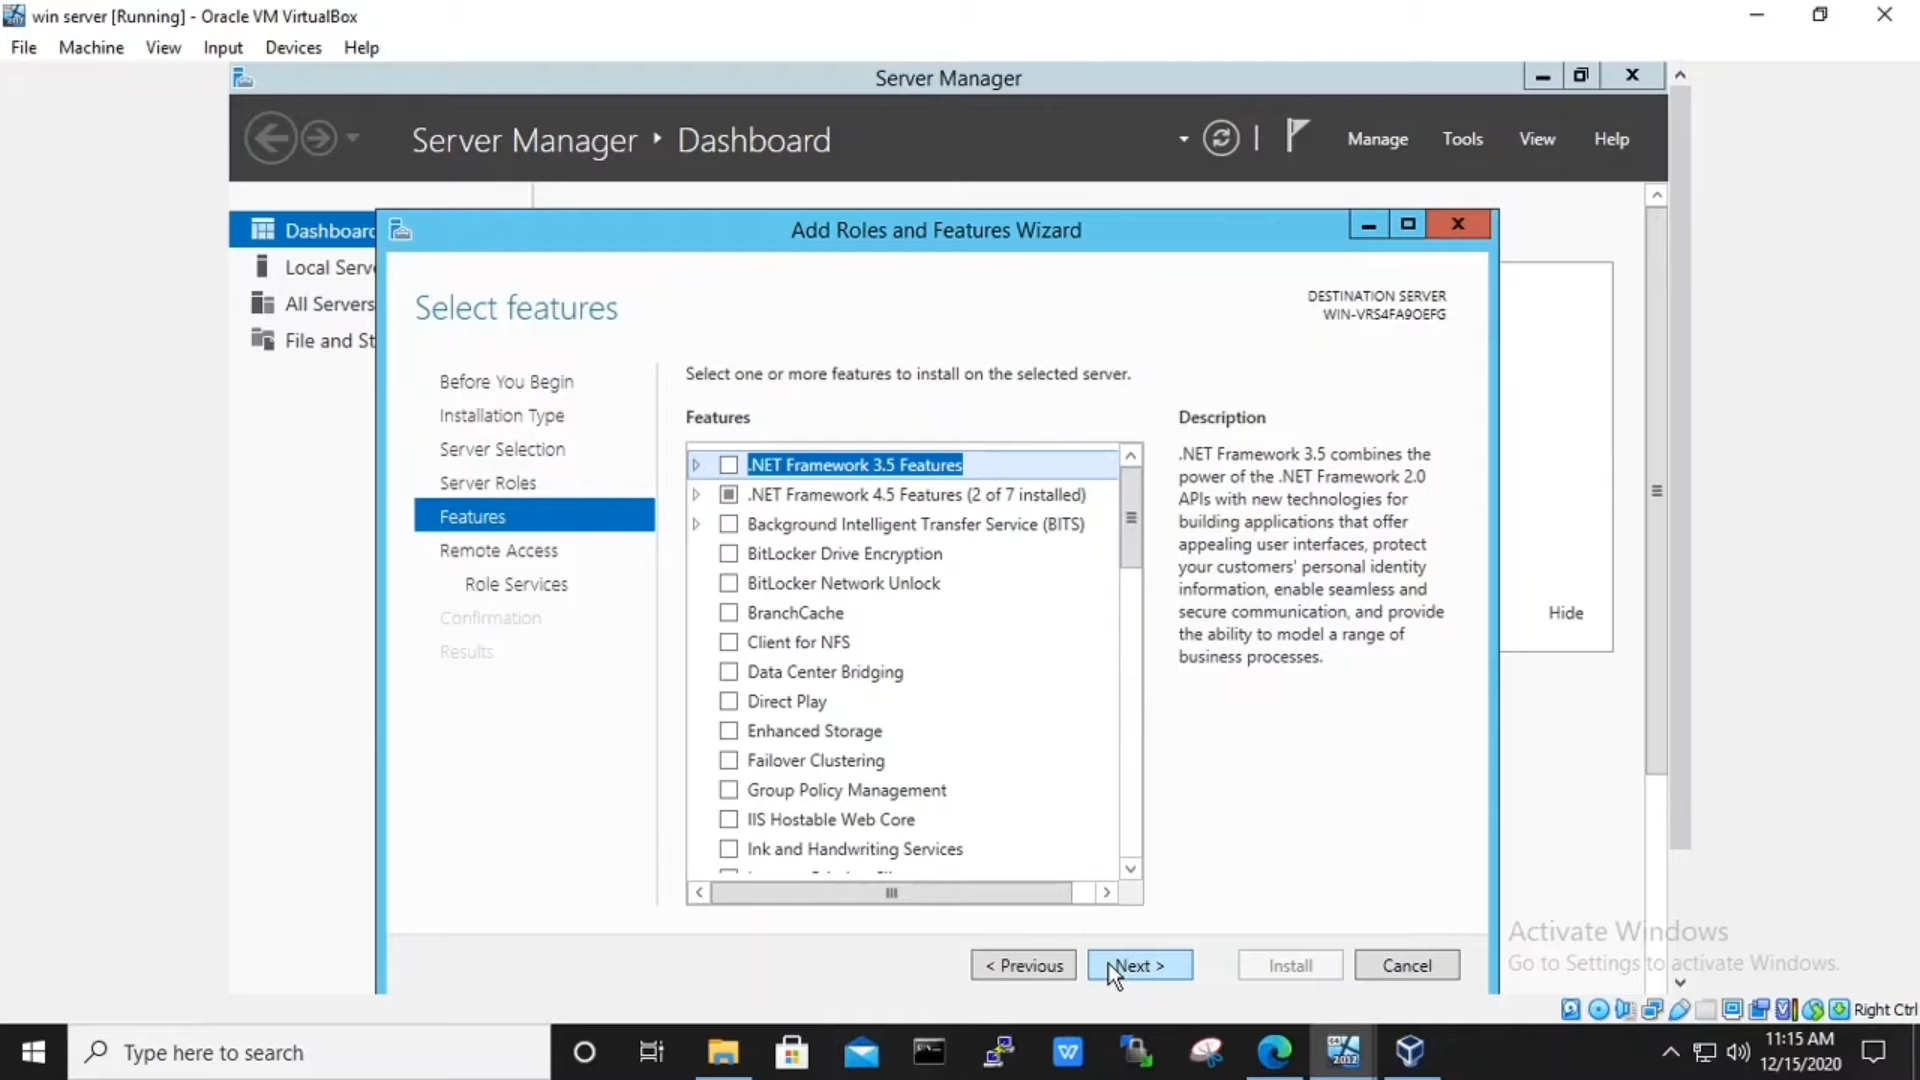 win server [Running] - Oracle VM VirtualBox
File Machine View Input Devices Help
Server Manager
Server Manager ‣ Dashboard
Manage Tools View Help
Dashboard
Local Serve
All Servers
File and St
Add Roles and Features Wizard
Select features
DESTINATION SERVER
WIN-VRS4FA9OEFG
Before You Begin
Installation Type
Server Selection
Server Roles
Features
Remote Access
Role Services
Confirmation
Results
Select one or more features to install on the selected server.
Features
.NET Framework 3.5 Features
.NET Framework 4.5 Features (2 of 7 installed)
Background Intelligent Transfer Service (BITS)
BitLocker Drive Encryption
BitLocker Network Unlock
BranchCache
Client for NFS
Data Center Bridging
Direct Play
Enhanced Storage
Failover Clustering
Group Policy Management
IIS Hostable Web Core
Ink and Handwriting Services
Description
.NET Framework 3.5 combines the
power of the .NET Framework 2.0
APIs with new technologies for
building applications that offer
appealing user interfaces, protect
your customers' personal identity
information, enable seamless and
secure communication, and provide
the ability to model a range of
business processes.
Hide
< Previous
Next >
Install
Cancel
Activate Windows
Go to Settings to activate Windows.
Right Ctrl
Type here to search
2012
11:15 AM
12/15/2020